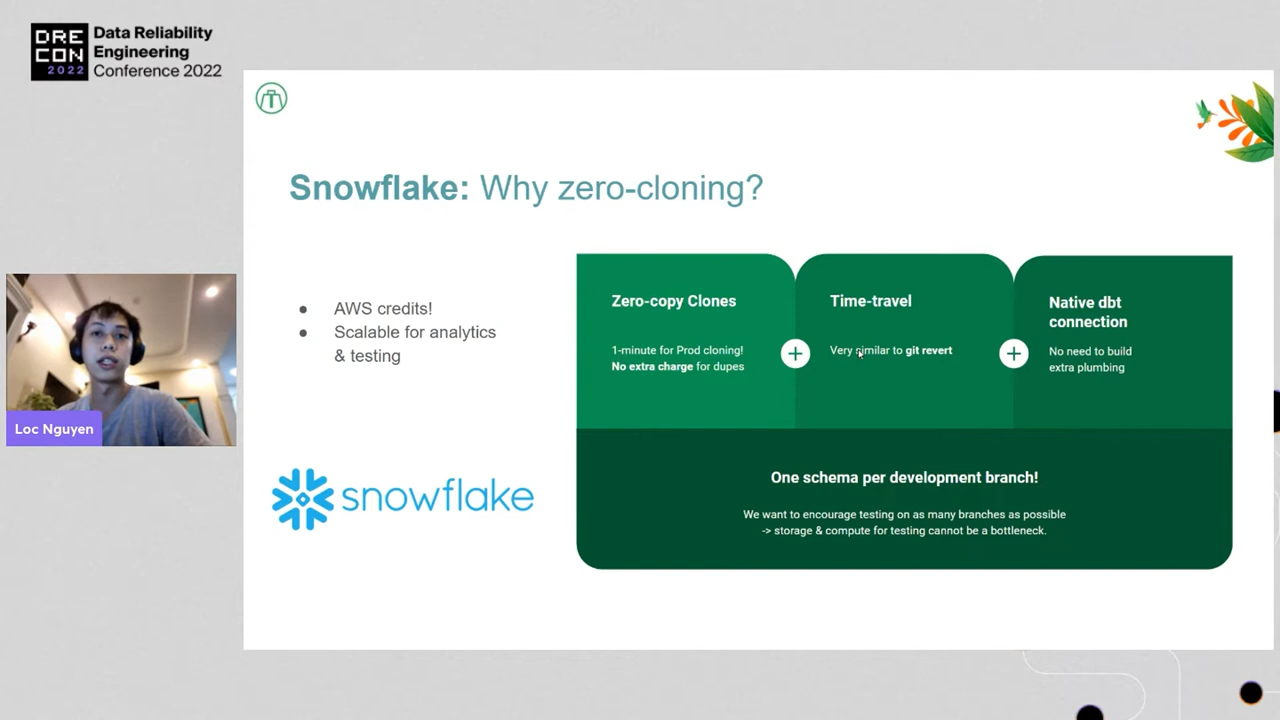 DRE
CON
2022
Data Reliability
Engineering
Conference 2022
Snowflake: Why zero-cloning?
● AWS credits!
● Scalable for analytics
& testing
snowflake
Zero-copy Clones
1-minute for Prod cloning!
No extra charge for dupes
Time-travel
Very similar to git revert
Native dbt
connection
No need to build
extra plumbing
One schema per development branch!
We want to encourage testing on as many branches as possible
-> storage & compute for testing cannot be a bottleneck.
Loc Nguyen